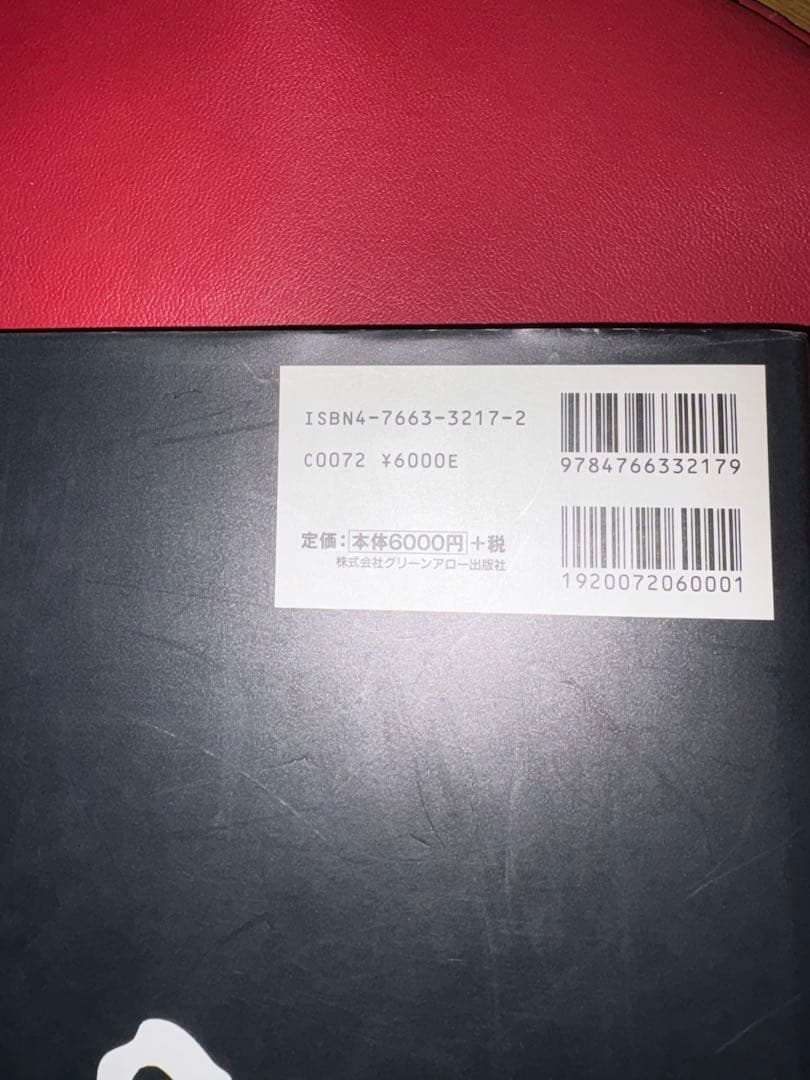 ISBN4-7663-3217-2
C0072 ¥6000E
定価：本体6000円+税
株式会社グリーンアロー出版社
9784766332179
1920072060001